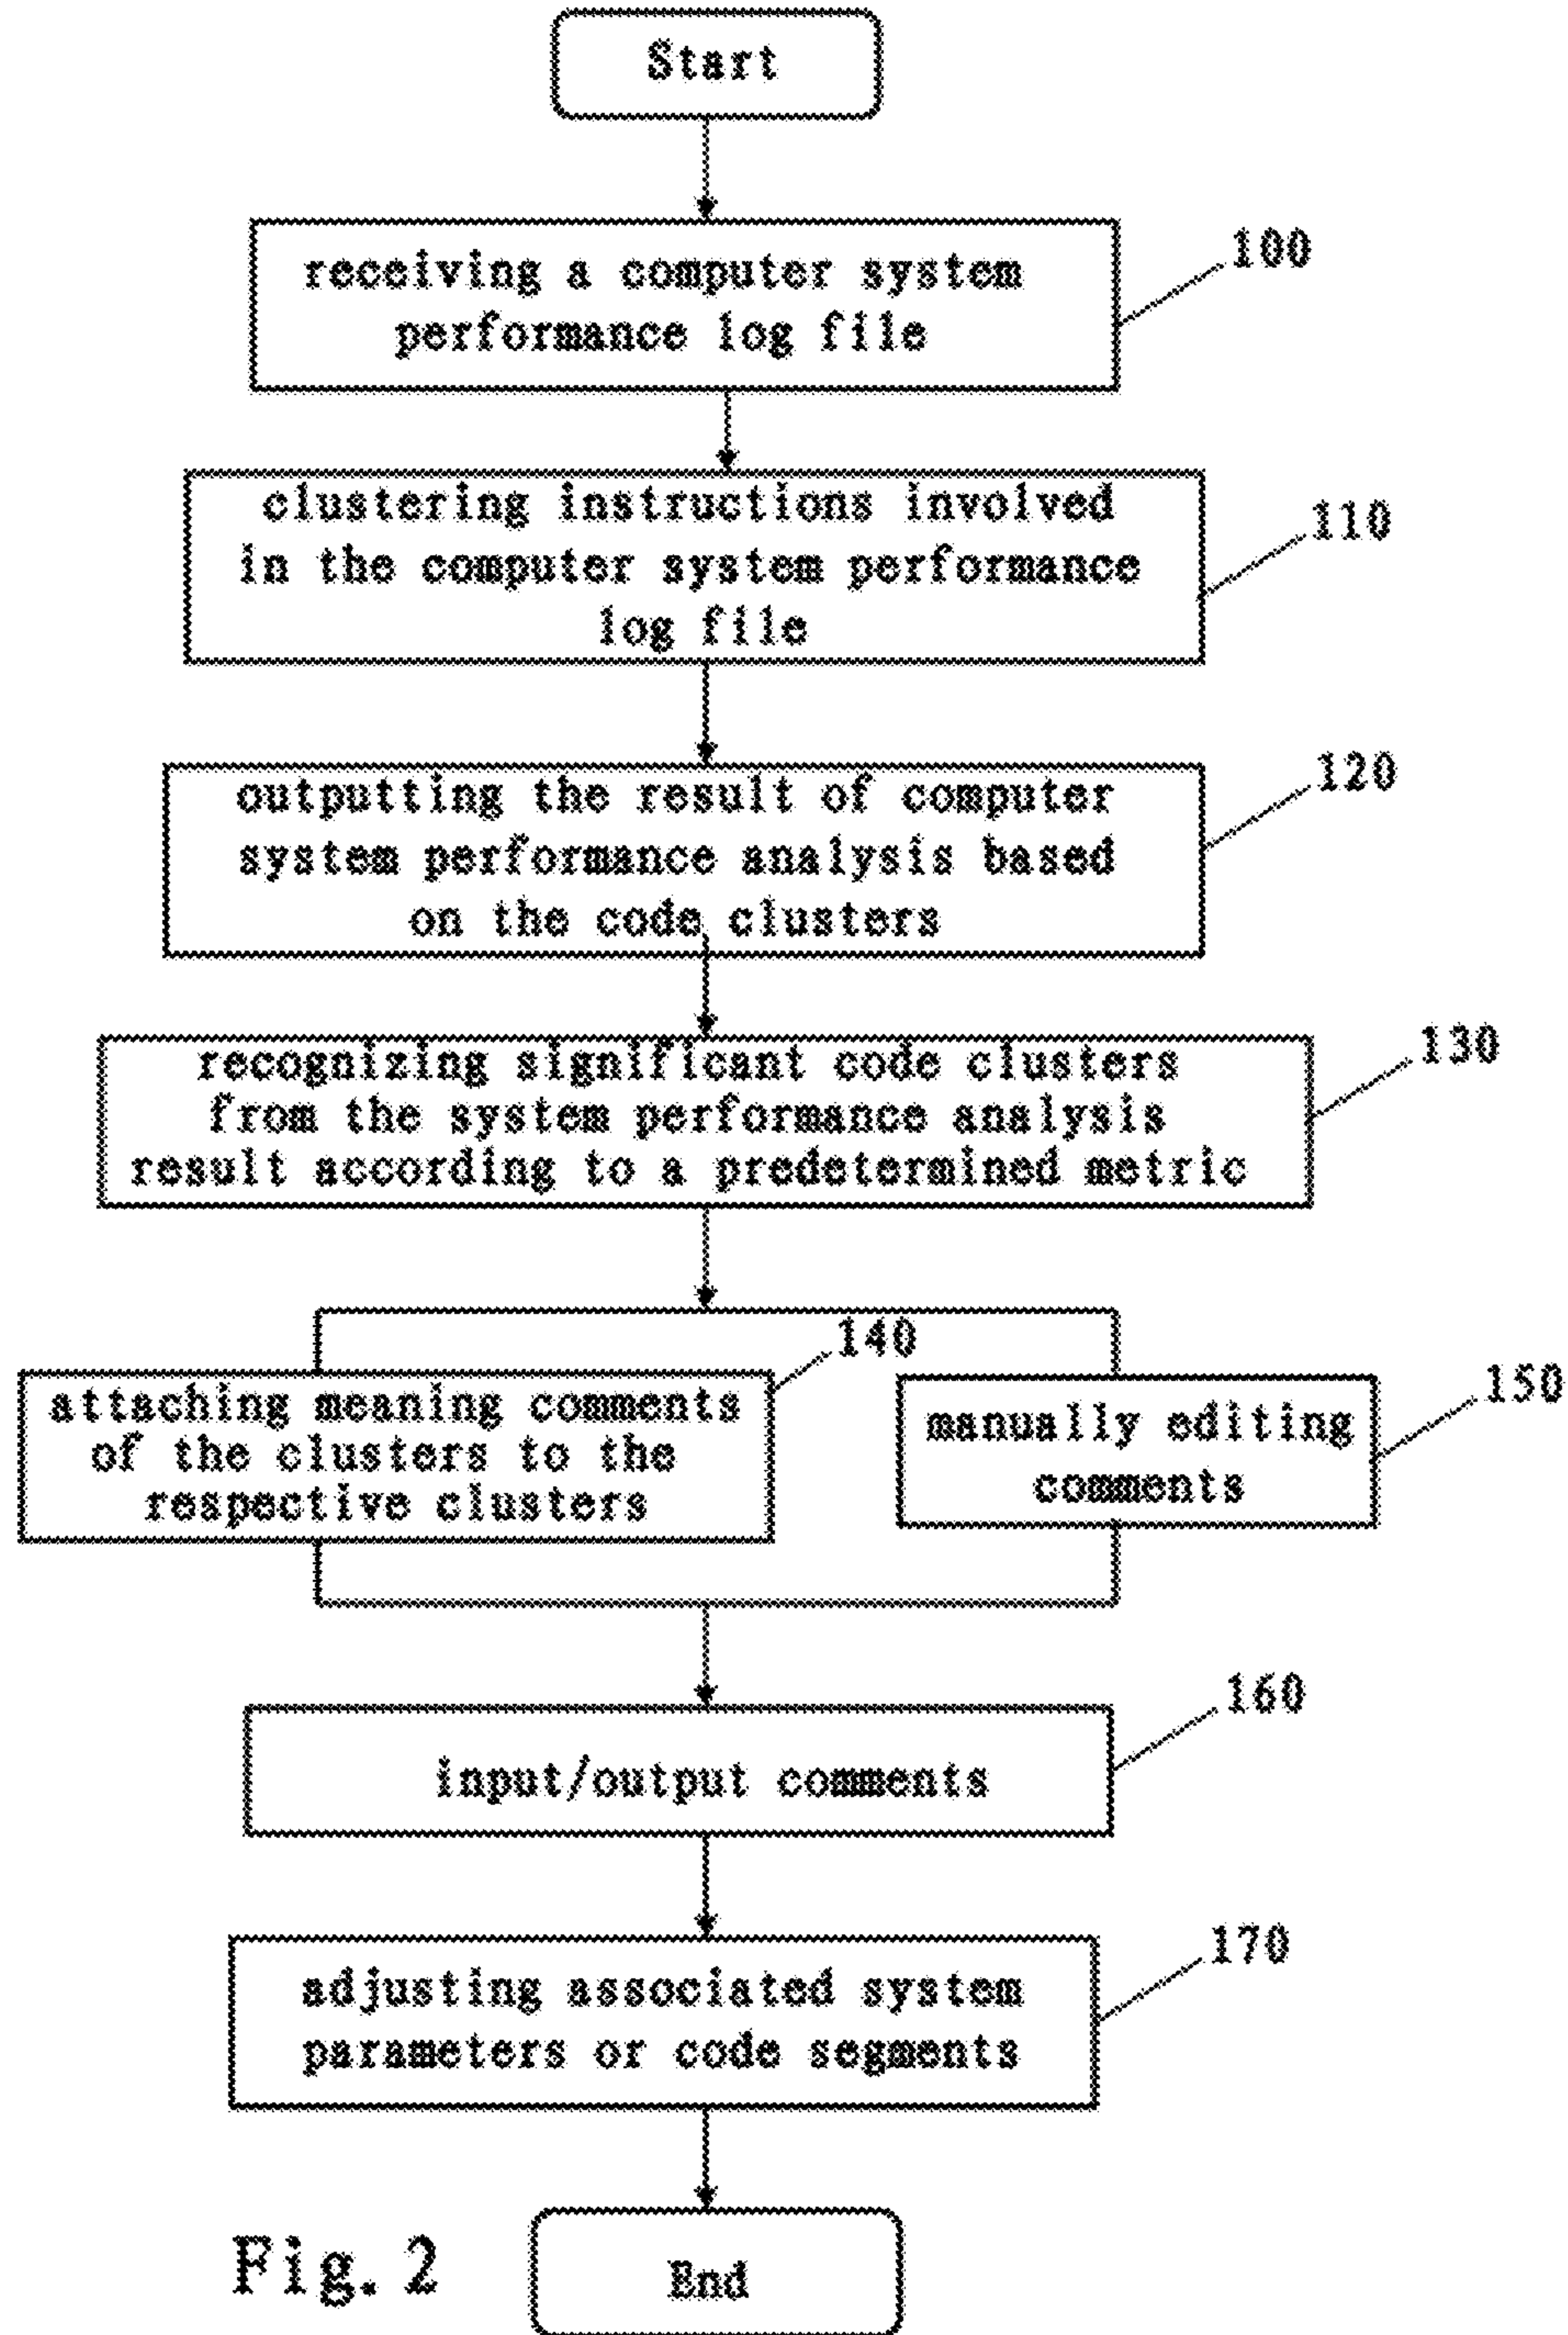 Start
receiving a computer system
performance log file
100
clustering instructions involved
in the computer system performance
log file
110
outputting the result of computer
system performance analysis based
on the code clusters
120
recognizing significant code clusters
from the system performance analysis
result according to a predetermined metric
130
attaching meaning comments
of the clusters to the
respective clusters
140
manually editing
comments
150
input/output comments
160
adjusting associated system
parameters or code segments
170
End
Fig. 2